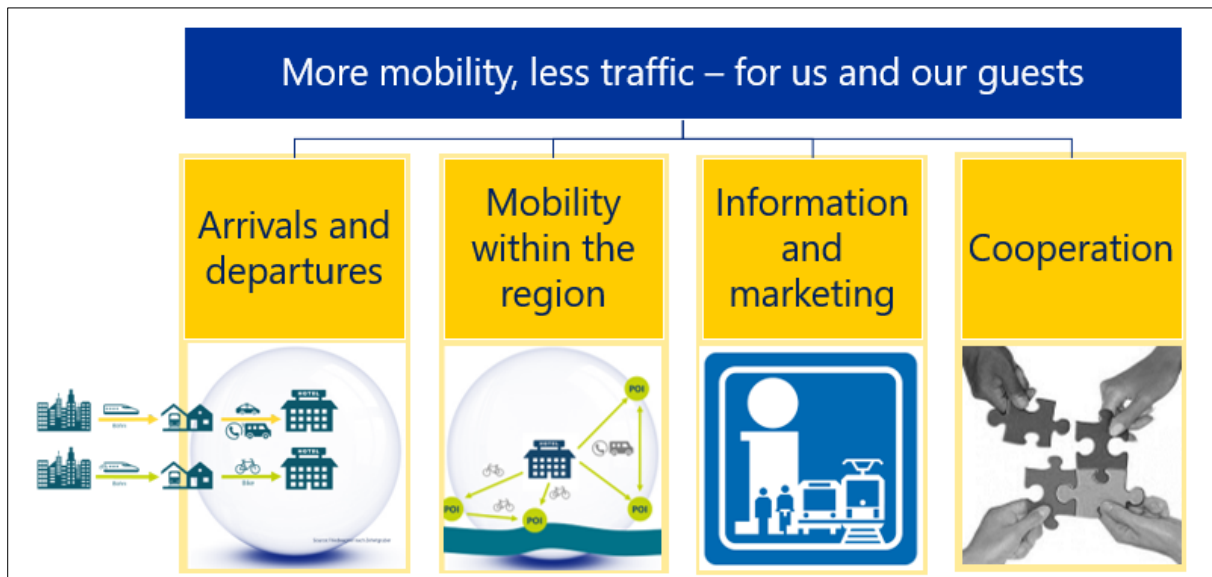 More mobility, less traffic – for us and our guests
Arrivals and
departures
Mobility
within the
region
Information
and
marketing
Cooperation
HOTEL
Bahn
HOTEL
Bahn
Bike
HOTEL
POI
POI
POI
POI